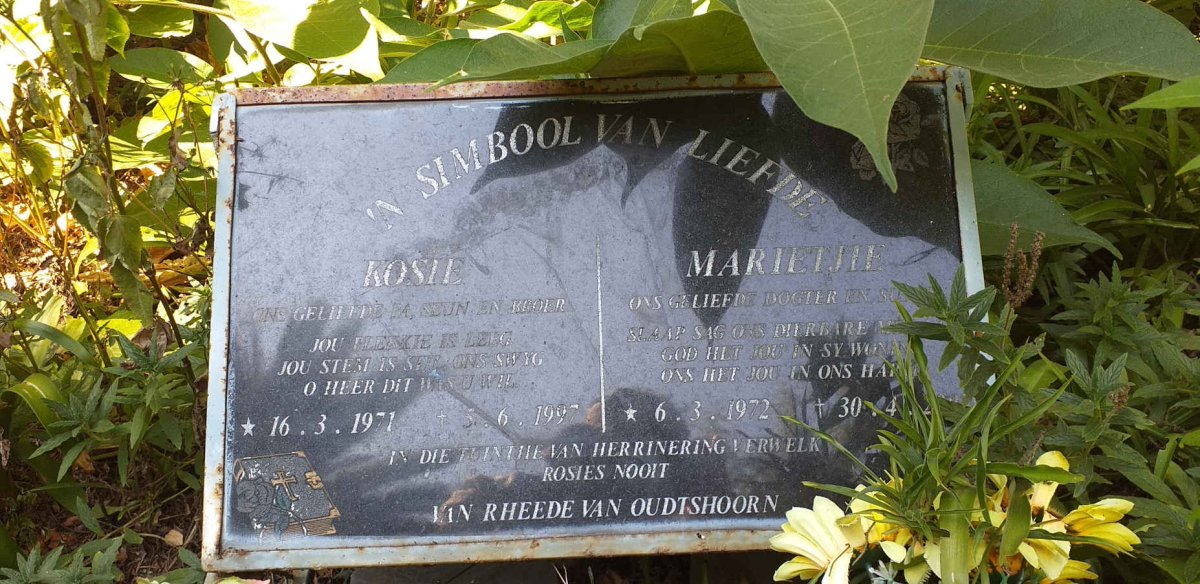 'N SIMBOOL VAN LIEFDE
KOSIE
ONS GELIEFDE PA, SEUN EN BROER
JOU PLEKKIE IS LEEG
JOU STEM IS STIL, ONS SWYG
O HEER DIT WAS U WIL
16.3.1971 † 5.6.1997
MARIETJIE
ONS GELIEFDE DOGTER EN
SLAAP SAG ONS DIERBARE
GOD HET JOU IN SY
ONS HET JOU IN ONS
6.3.1972 † 30.4
IN DIE TUINTJIE VAN HERRINERING VERWELK
ROSIES NOOIT
VAN RHEEDE VAN OUDTSHOORN